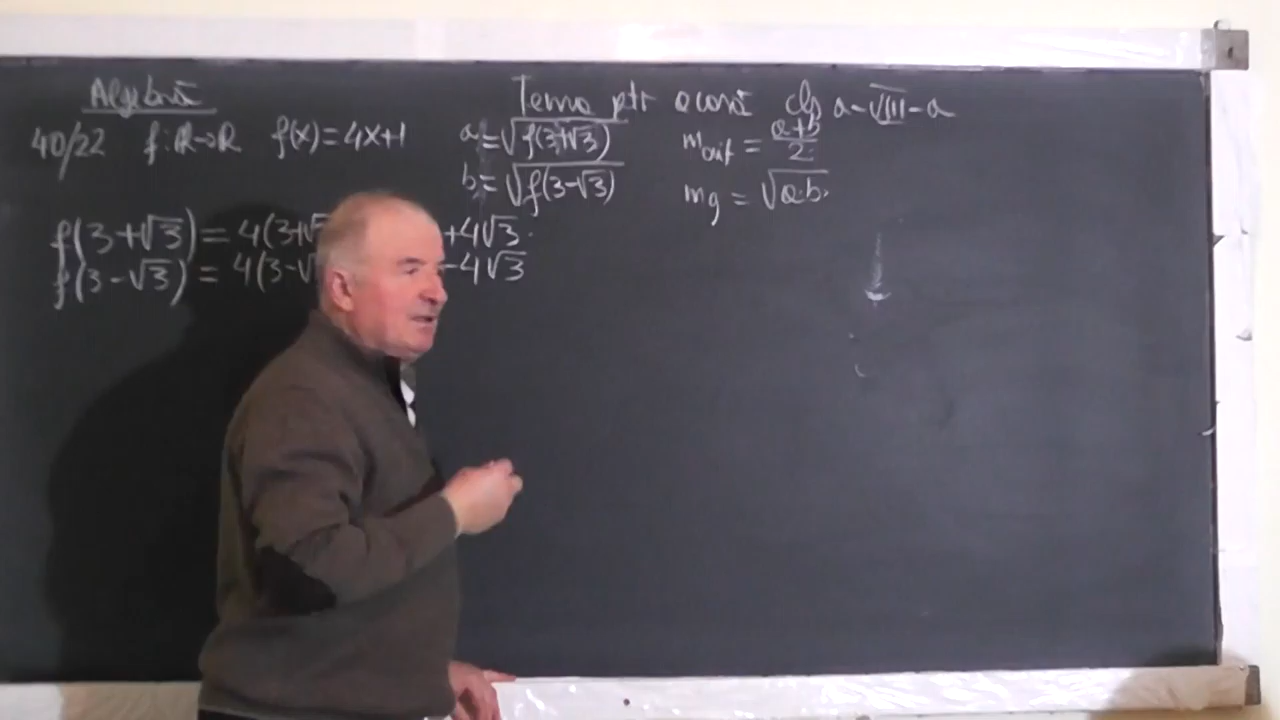 Algebră
Temă ptr acasă cls a-VIII-a
40/22 f: R→R f(x)=4x+1 a=√f(3+√3) m_arit = a+b/2
b=√f(3-√3) m_g = √a·b
f(3+√3)= 4(3+√ +4√3
f(3-√3) = 4(3-√ -4√3